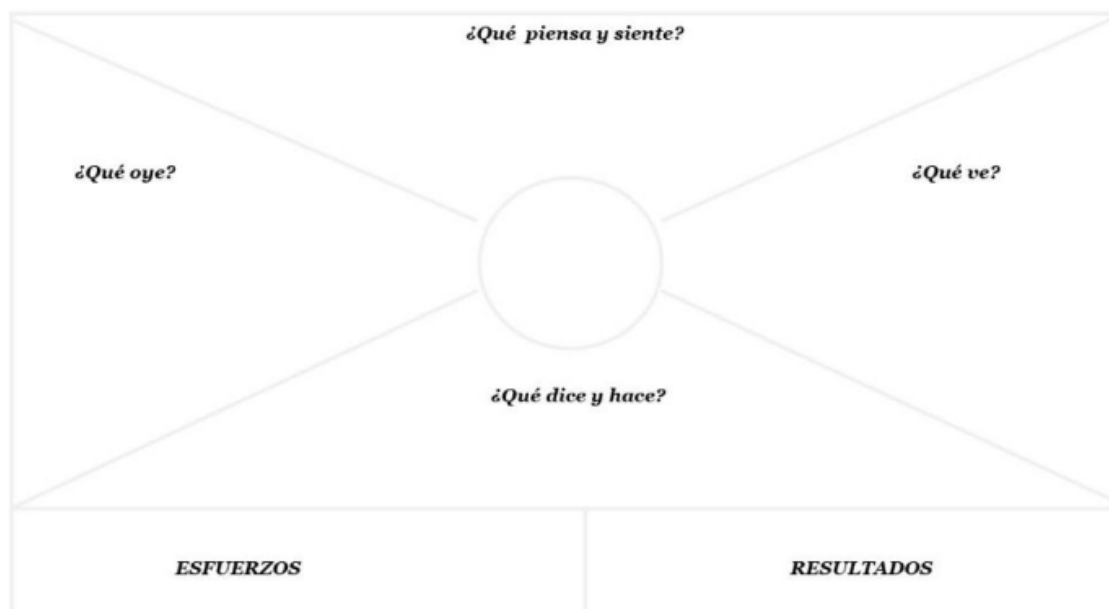 ¿Qué piensa y siente?
¿Qué oye?
¿Qué ve?
¿Qué dice y hace?
ESFUERZOS
RESULTADOS